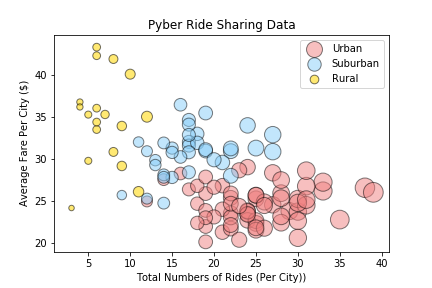 Pyber Ride Sharing Data
Urban
Suburban
Rural
Average Fare Per City ($)
40
35
30
25
20
5
10
15
20
25
30
35
40
Total Numbers of Rides (Per City))